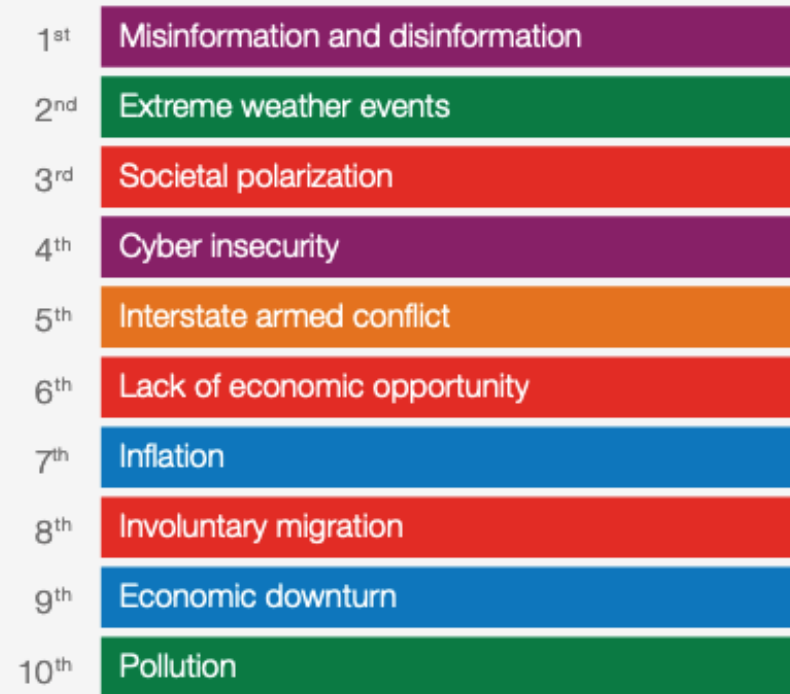 1st Misinformation and disinformation
2nd Extreme weather events
3rd Societal polarization
4th Cyber insecurity
5th Interstate armed conflict
6th Lack of economic opportunity
7th Inflation
8th Involuntary migration
9th Economic downturn
10th Pollution